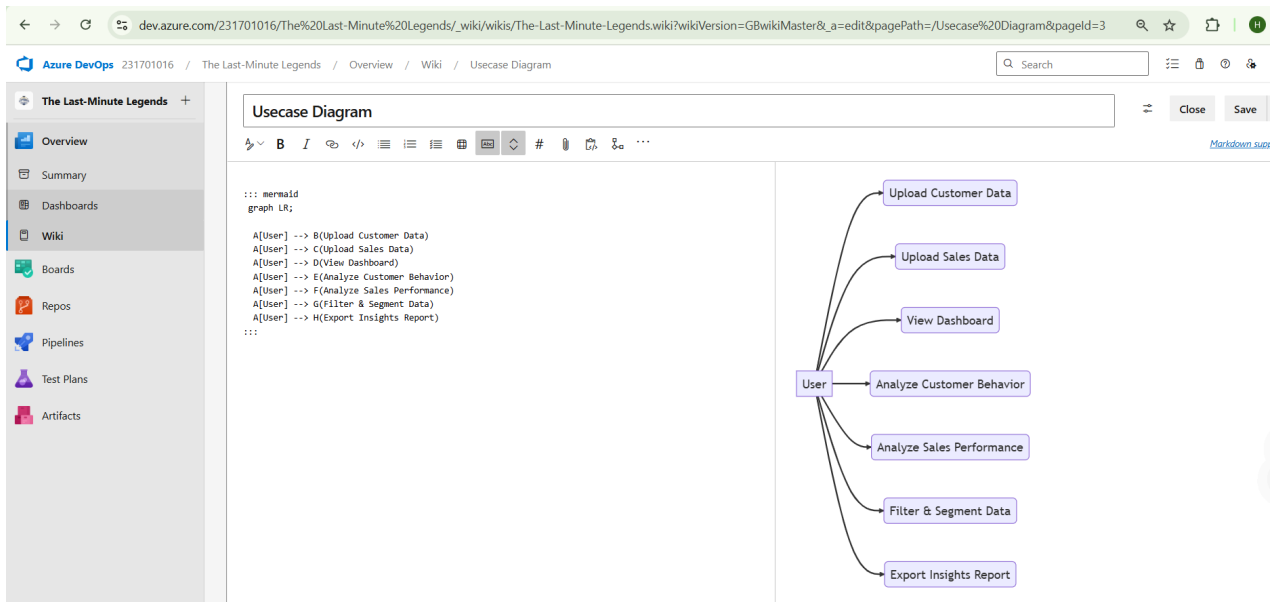 dev.azure.com/231701016/The%20Last-Minute%20Legends/_wiki/wikis/The-Last-Minute-Legends.wiki?wikiVersion=GBwikiMaster&_a=edit&pagePath=/Usecase%20Diagram&pageId=3
H
Azure DevOps 231701016 / The Last-Minute Legends / Overview / Wiki / Usecase Diagram
Search
The Last-Minute Legends +
Overview
Summary
Dashboards
Wiki
Boards
Repos
Pipelines
Test Plans
Artifacts
Usecase Diagram
Close
Save
B I </> Abc # ...
Markdown supp
::: mermaid
graph LR;
A[User] --> B(Upload Customer Data)
A[User] --> C(Upload Sales Data)
A[User] --> D(View Dashboard)
A[User] --> E(Analyze Customer Behavior)
A[User] --> F(Analyze Sales Performance)
A[User] --> G(Filter & Segment Data)
A[User] --> H(Export Insights Report)
:::
User
Upload Customer Data
Upload Sales Data
View Dashboard
Analyze Customer Behavior
Analyze Sales Performance
Filter & Segment Data
Export Insights Report